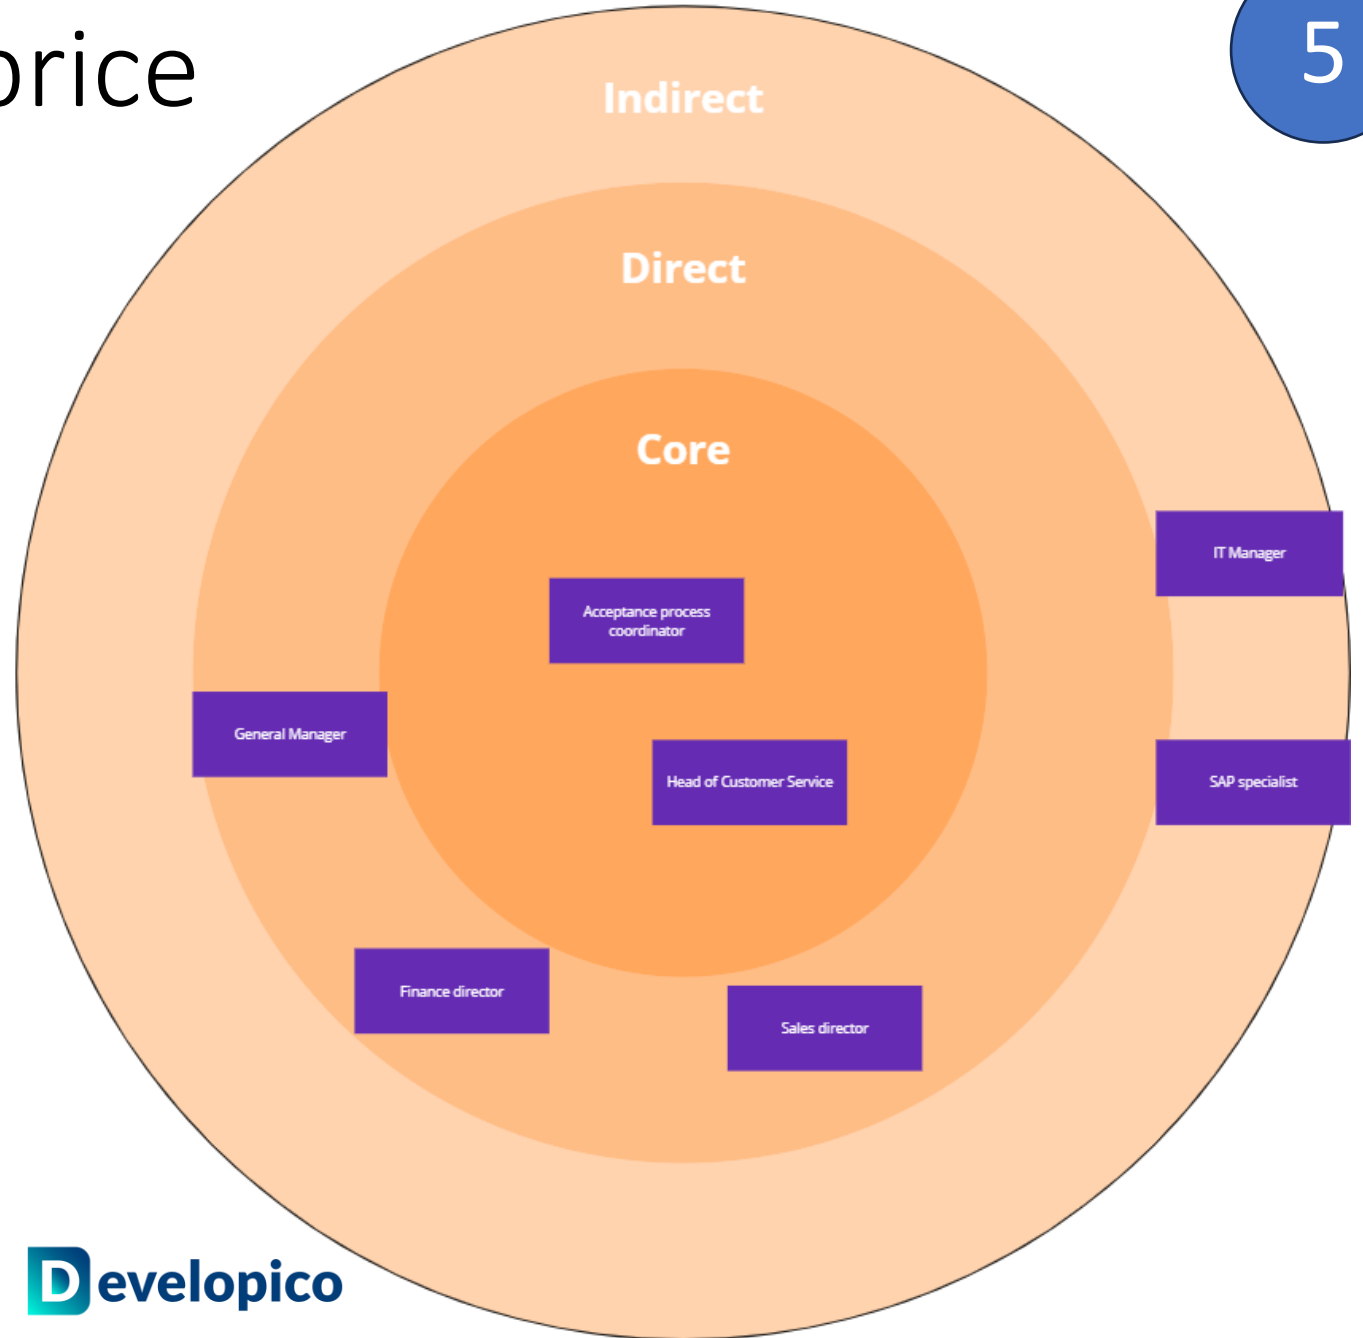 price
5
Indirect
Direct
Core
IT Manager
Acceptance process
coordinator
General Manager
Head of Customer Service
SAP specialist
Finance director
Sales director
Developico